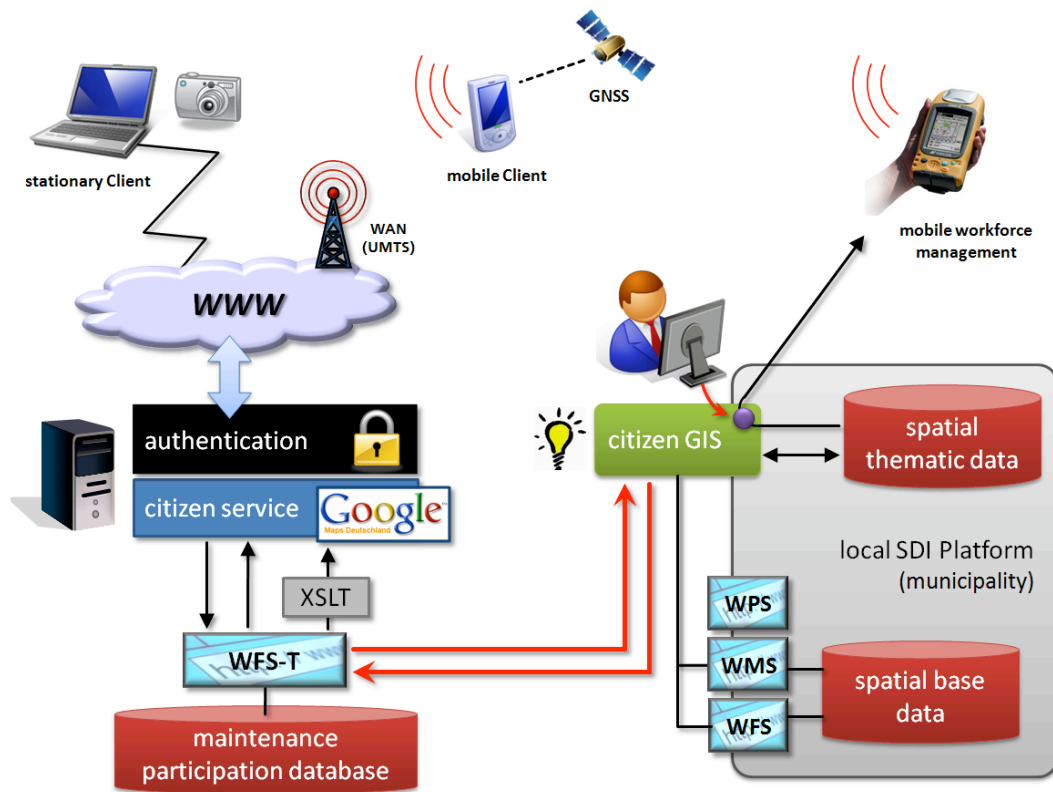 GNSS
stationary Client
mobile Client
WAN
(UMTS)
mobile workforce
management
WWW
authentication
citizen service
Google
Maps Deutschland
XSLT
WFS-T
maintenance
participation database
citizen GIS
spatial
thematic data
local SDI Platform
(municipality)
WPS
WMS
WFS
spatial base
data